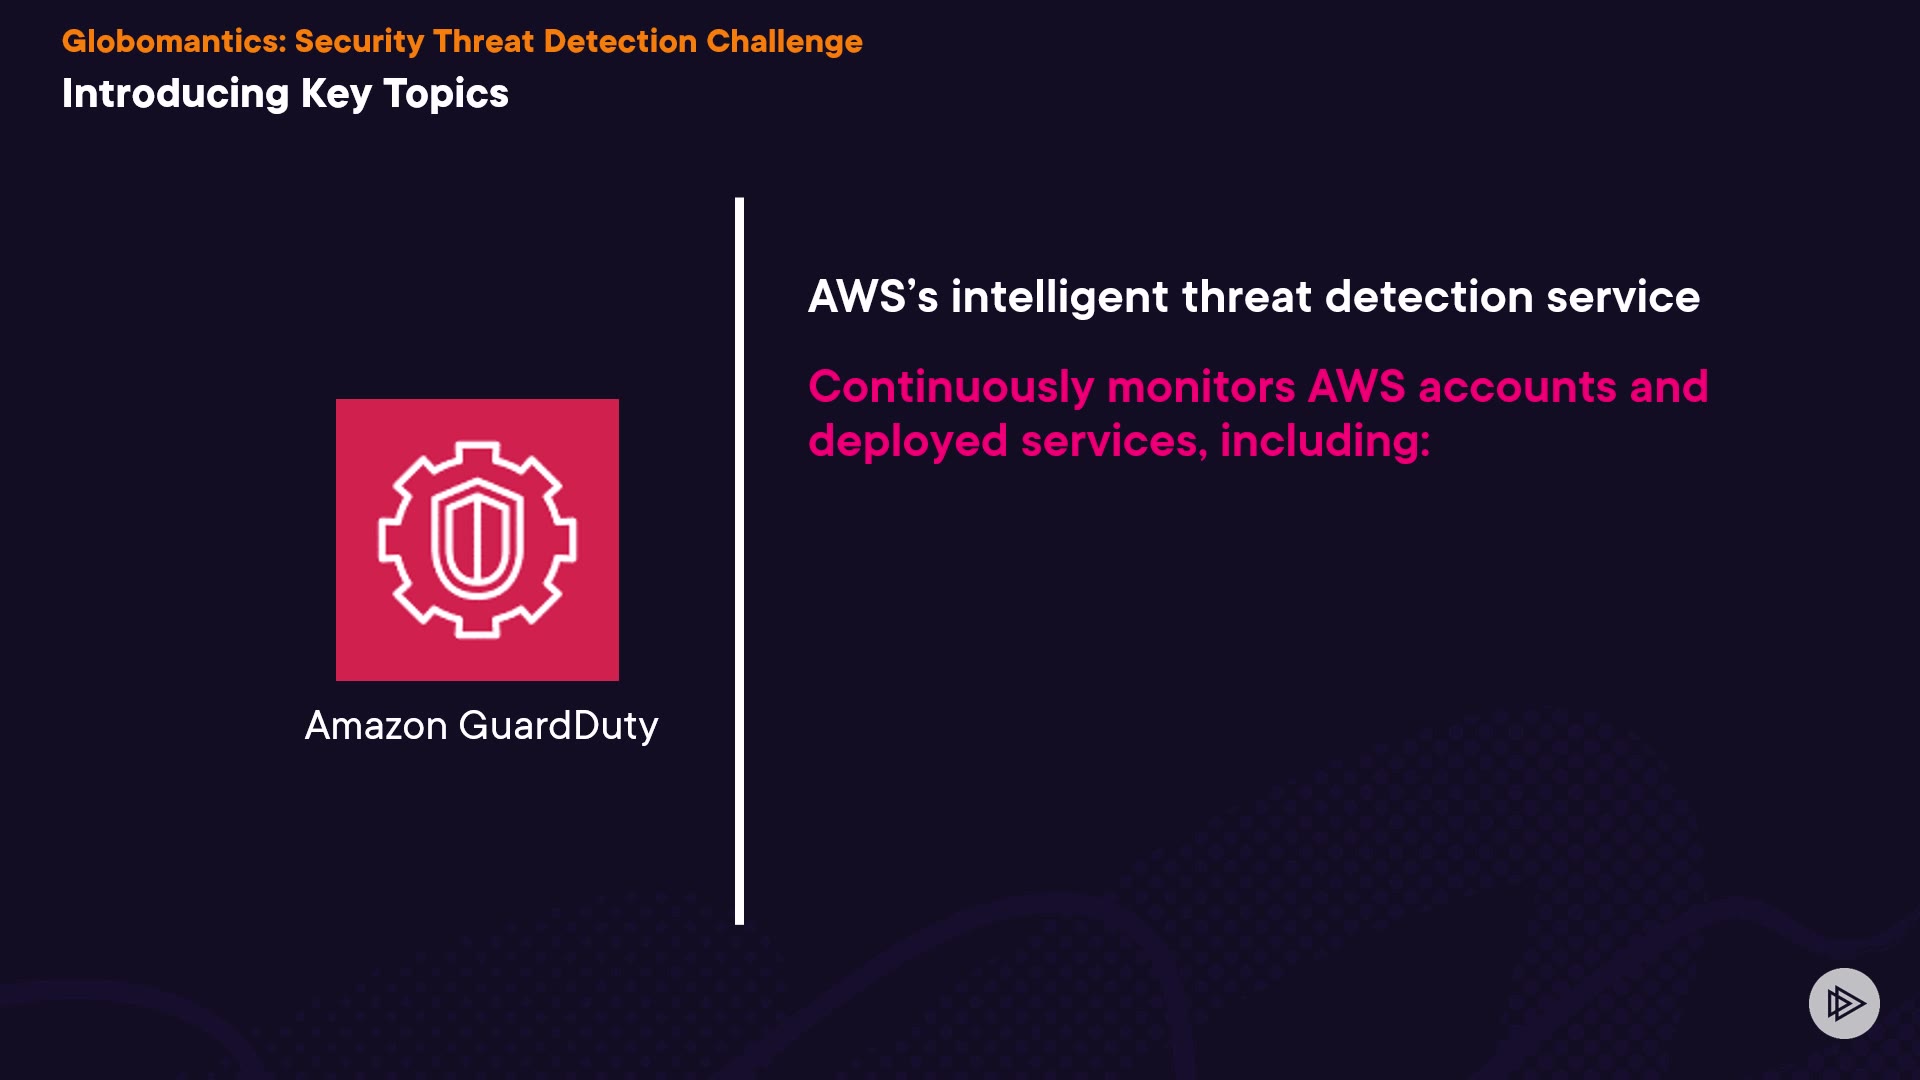 Globomantics: Security Threat Detection Challenge
Introducing Key Topics
AWS’s intelligent threat detection service
Continuously monitors AWS accounts and
deployed services, including:
Amazon GuardDuty